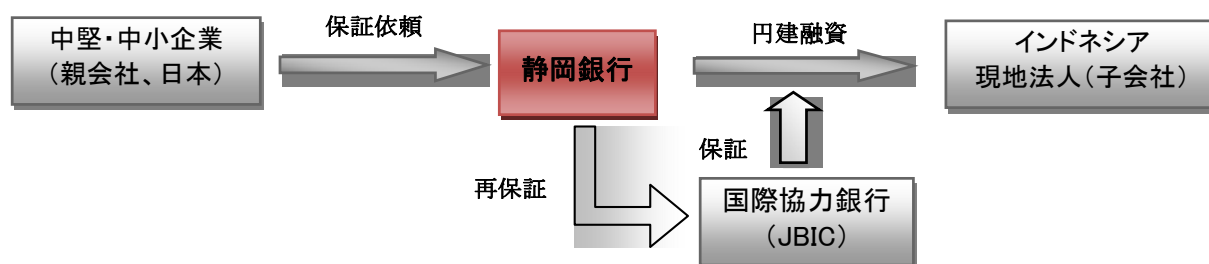 中堅・中小企業
（親会社、日本）
保証依頼
静岡銀行
円建融資
インドネシア
現地法人（子会社）
再保証
保証
国際協力銀行
（JBIC）